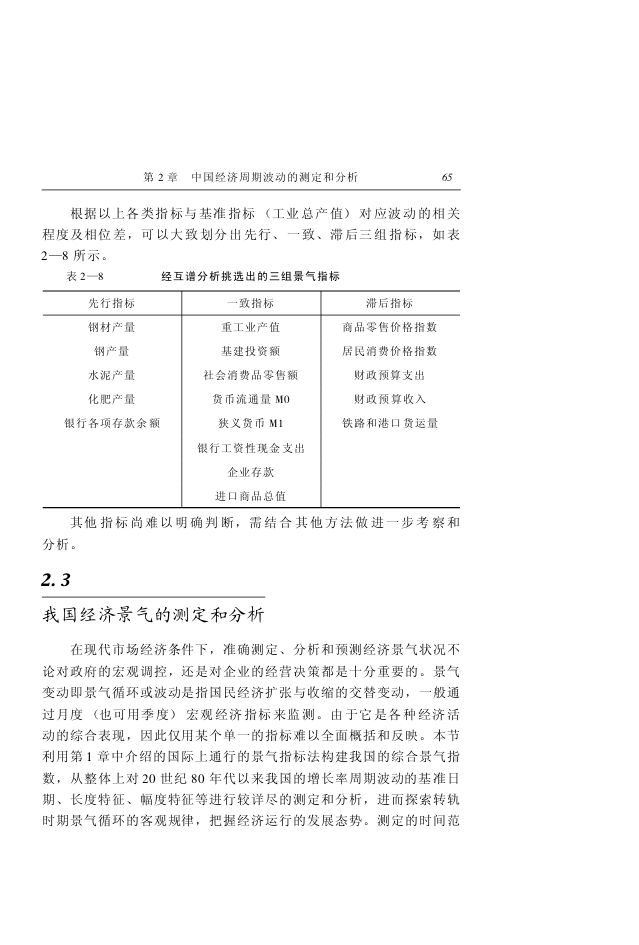 第 2 章　中国经济周期波动的测定和分析　65
根据以上各类指标与基准指标（工业总产值）对应波动的相关
程度及相位差，可以大致划分出先行、一致、滞后三组指标，如表
2—8 所示。
表 2—8　经互谱分析挑选出的三组景气指标
先行指标　一致指标　滞后指标
钢材产量　重工业产值　商品零售价格指数
钢产量　基建投资额　居民消费价格指数
水泥产量　社会消费品零售额　财政预算支出
化肥产量　货币流通量 M0　财政预算收入
银行各项存款余额　狭义货币 M1　铁路和港口货运量
银行工资性现金支出
企业存款
进口商品总值
其他指标尚难以明确判断，需结合其他方法做进一步考察和
分析。
2.3
我国经济景气的测定和分析
在现代市场经济条件下，准确测定、分析和预测经济景气状况不
论对政府的宏观调控，还是对企业的经营决策都是十分重要的。景气
变动即景气循环或波动是指国民经济扩张与收缩的交替变动，一般通
过月度（也可用季度）宏观经济指标来监测。由于它是各种经济活
动的综合表现，因此仅用某个单一的指标难以全面概括和反映。本节
利用第 1 章中介绍的国际上通行的景气指标法构建我国的综合景气指
数，从整体上对 20 世纪 80 年代以来我国的增长率周期波动的基准日
期、长度特征、幅度特征等进行较详尽的测定和分析，进而探索转轨
时期景气循环的客观规律，把握经济运行的发展态势。测定的时间范